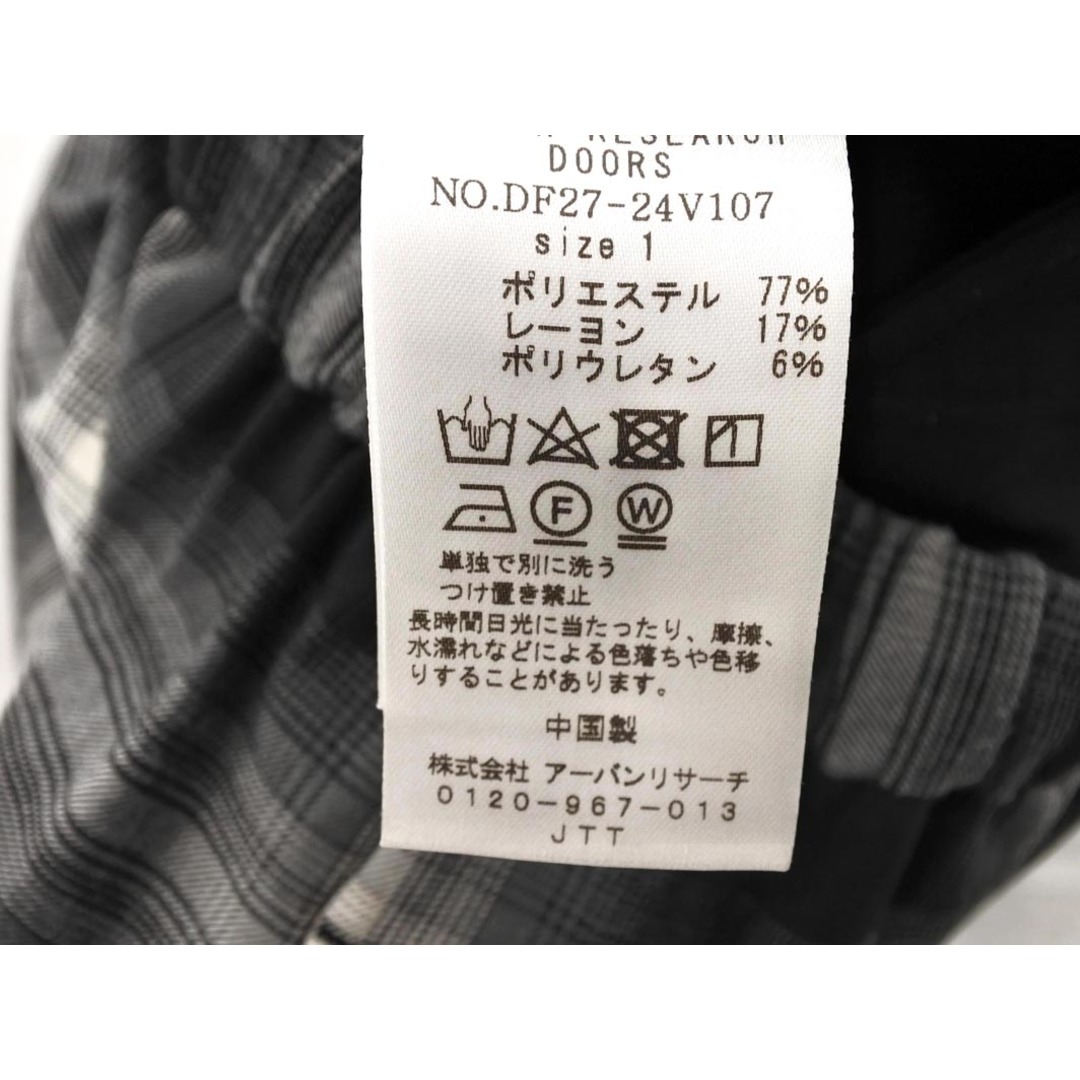 RESEARCH
DOORS
NO.DF27-24V107
size 1
ポリエステル 77%
レーヨン 17%
ポリウレタン 6%
F W
単独で別に洗う
つけ置き禁止
長時間日光に当たったり、摩擦、
水濡れなどによる色落ちや色移
りすることがあります。
中国製
株式会社 アーバンリサーチ
0120-967-013
JTT